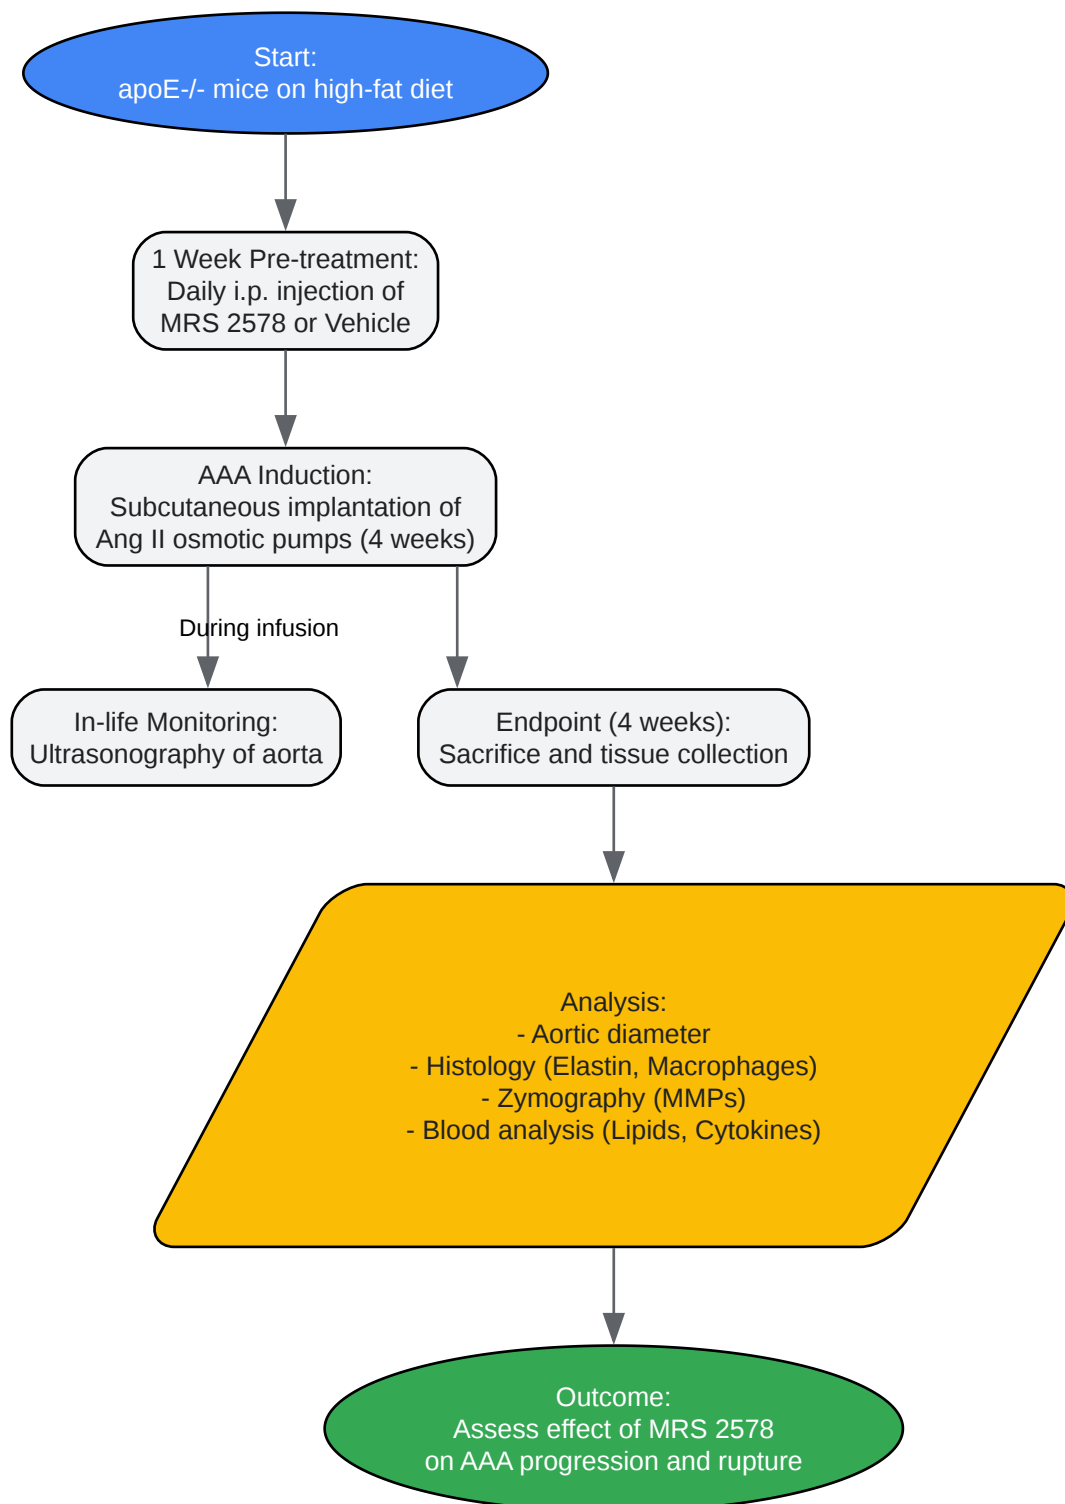 Start:
apoE-/- mice on high-fat diet
1 Week Pre-treatment:
Daily i.p. injection of
MRS 2578 or Vehicle
AAA Induction:
Subcutaneous implantation of
Ang II osmotic pumps (4 weeks)
During infusion
In-life Monitoring:
Ultrasonography of aorta
Endpoint (4 weeks):
Sacrifice and tissue collection
Analysis:
- Aortic diameter
- Histology (Elastin, Macrophages)
- Zymography (MMPs)
- Blood analysis (Lipids, Cytokines)
Outcome:
Assess effect of MRS 2578
on AAA progression and rupture